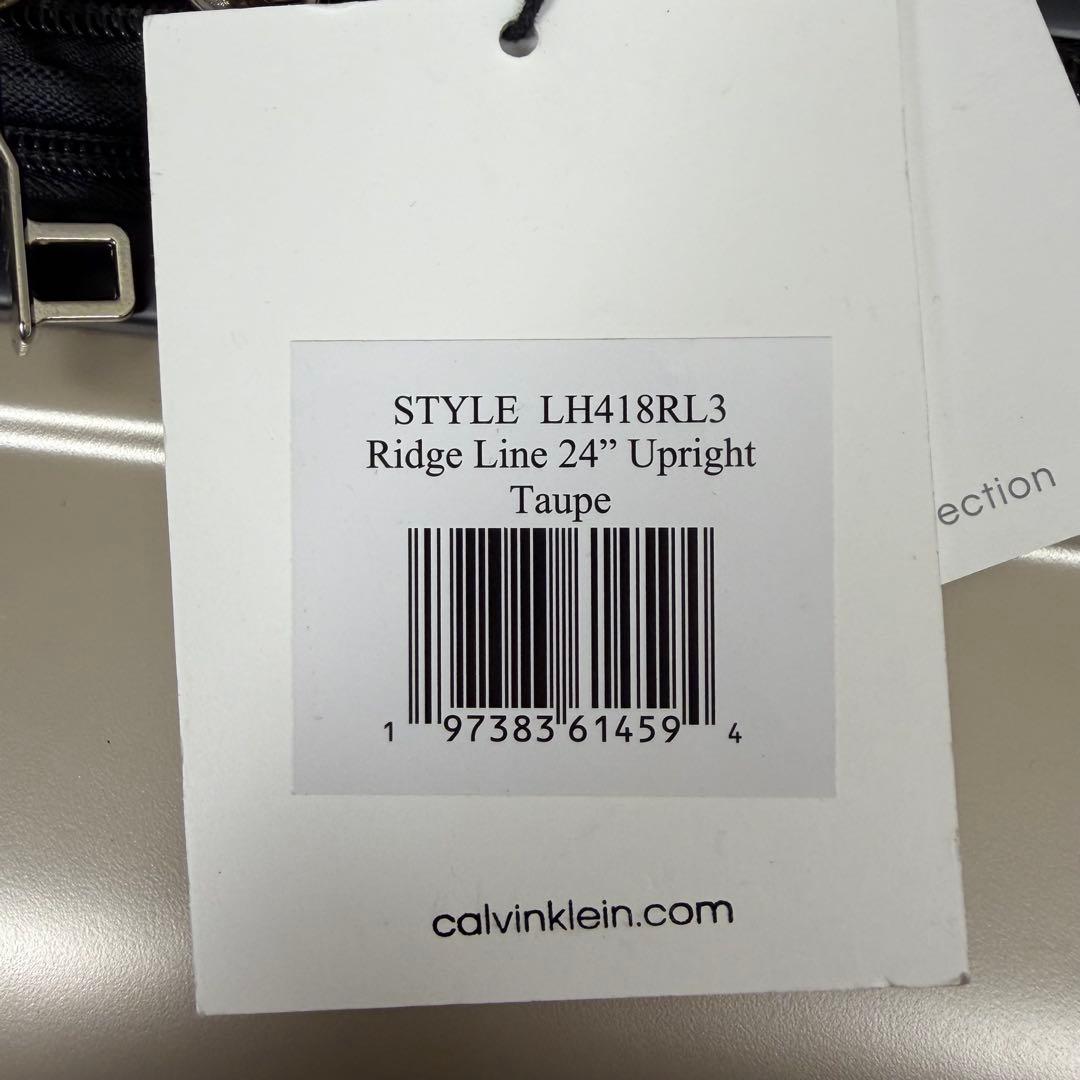 STYLE LH418RL3
Ridge Line 24” Upright
Taupe
1 97383 61459 4
ection
calvinklein.com